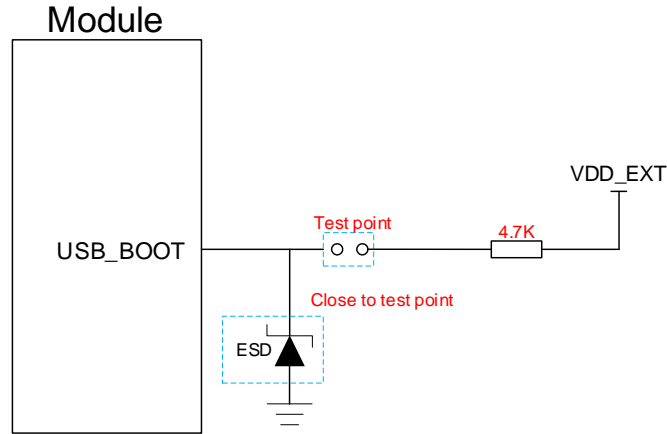 Module
VDD_EXT
Test point
4.7K
USB_BOOT
Close to test point
ESD